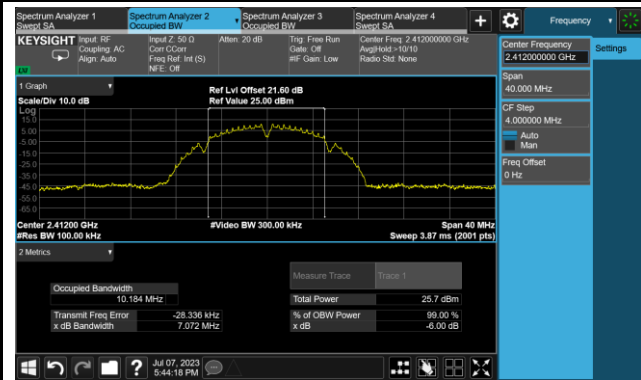 Spectrum Analyzer 1
Swept SA
Spectrum Analyzer 2
Occupied BW
Spectrum Analyzer 3
Occupied BW
Spectrum Analyzer 4
Swept SA
+
Frequency
KEYSIGHT
Input: RF
Coupling: AC
Align: Auto
Input Z: 50 Ω
Corr CCorr
Freq Ref: Int (S)
NFE: Off
Atten: 20 dB
Trig: Free Run
Gate: Off
#IF Gain: Low
Center Freq: 2.412000000 GHz
Avg|Hold:>10/10
Radio Std: None
Center Frequency
2.412000000 GHz
Settings
Span
40.000 MHz
CF Step
4.000000 MHz
Auto
Man
Freq Offset
0 Hz
1 Graph
Scale/Div 10.0 dB
Ref Lvl Offset 21.60 dB
Ref Value 25.00 dBm
Log
15.0
5.00
-5.00
-15.0
-25.0
-35.0
-45.0
-55.0
-65.0
Center 2.41200 GHz
#Res BW 100.00 kHz
#Video BW 300.00 kHz
Span 40 MHz
Sweep 3.87 ms (2001 pts)
2 Metrics
Measure Trace
Trace 1
Occupied Bandwidth
10.184 MHz
Total Power
25.7 dBm
Transmit Freq Error
-28.336 kHz
% of OBW Power
99.00 %
x dB Bandwidth
7.072 MHz
x dB
-6.00 dB
?
Jul 07, 2023
5:44:18 PM